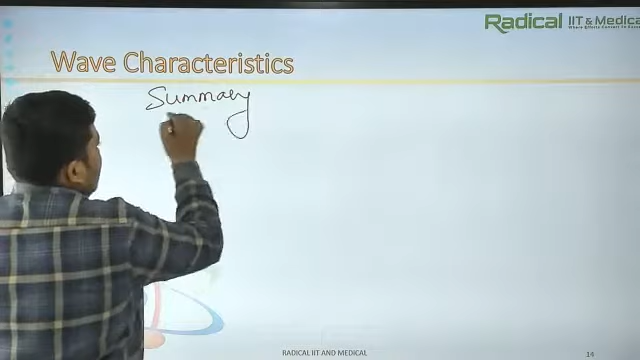 Radical IIT & Medical
Wave Characteristics
Summary
RADICAL IIT AND MEDICAL
14